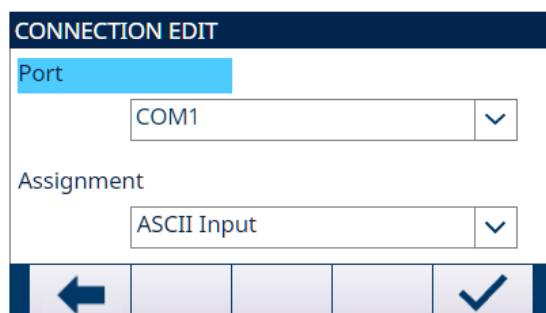 CONNECTION EDIT
Port
COM1
Assignment
ASCII Input